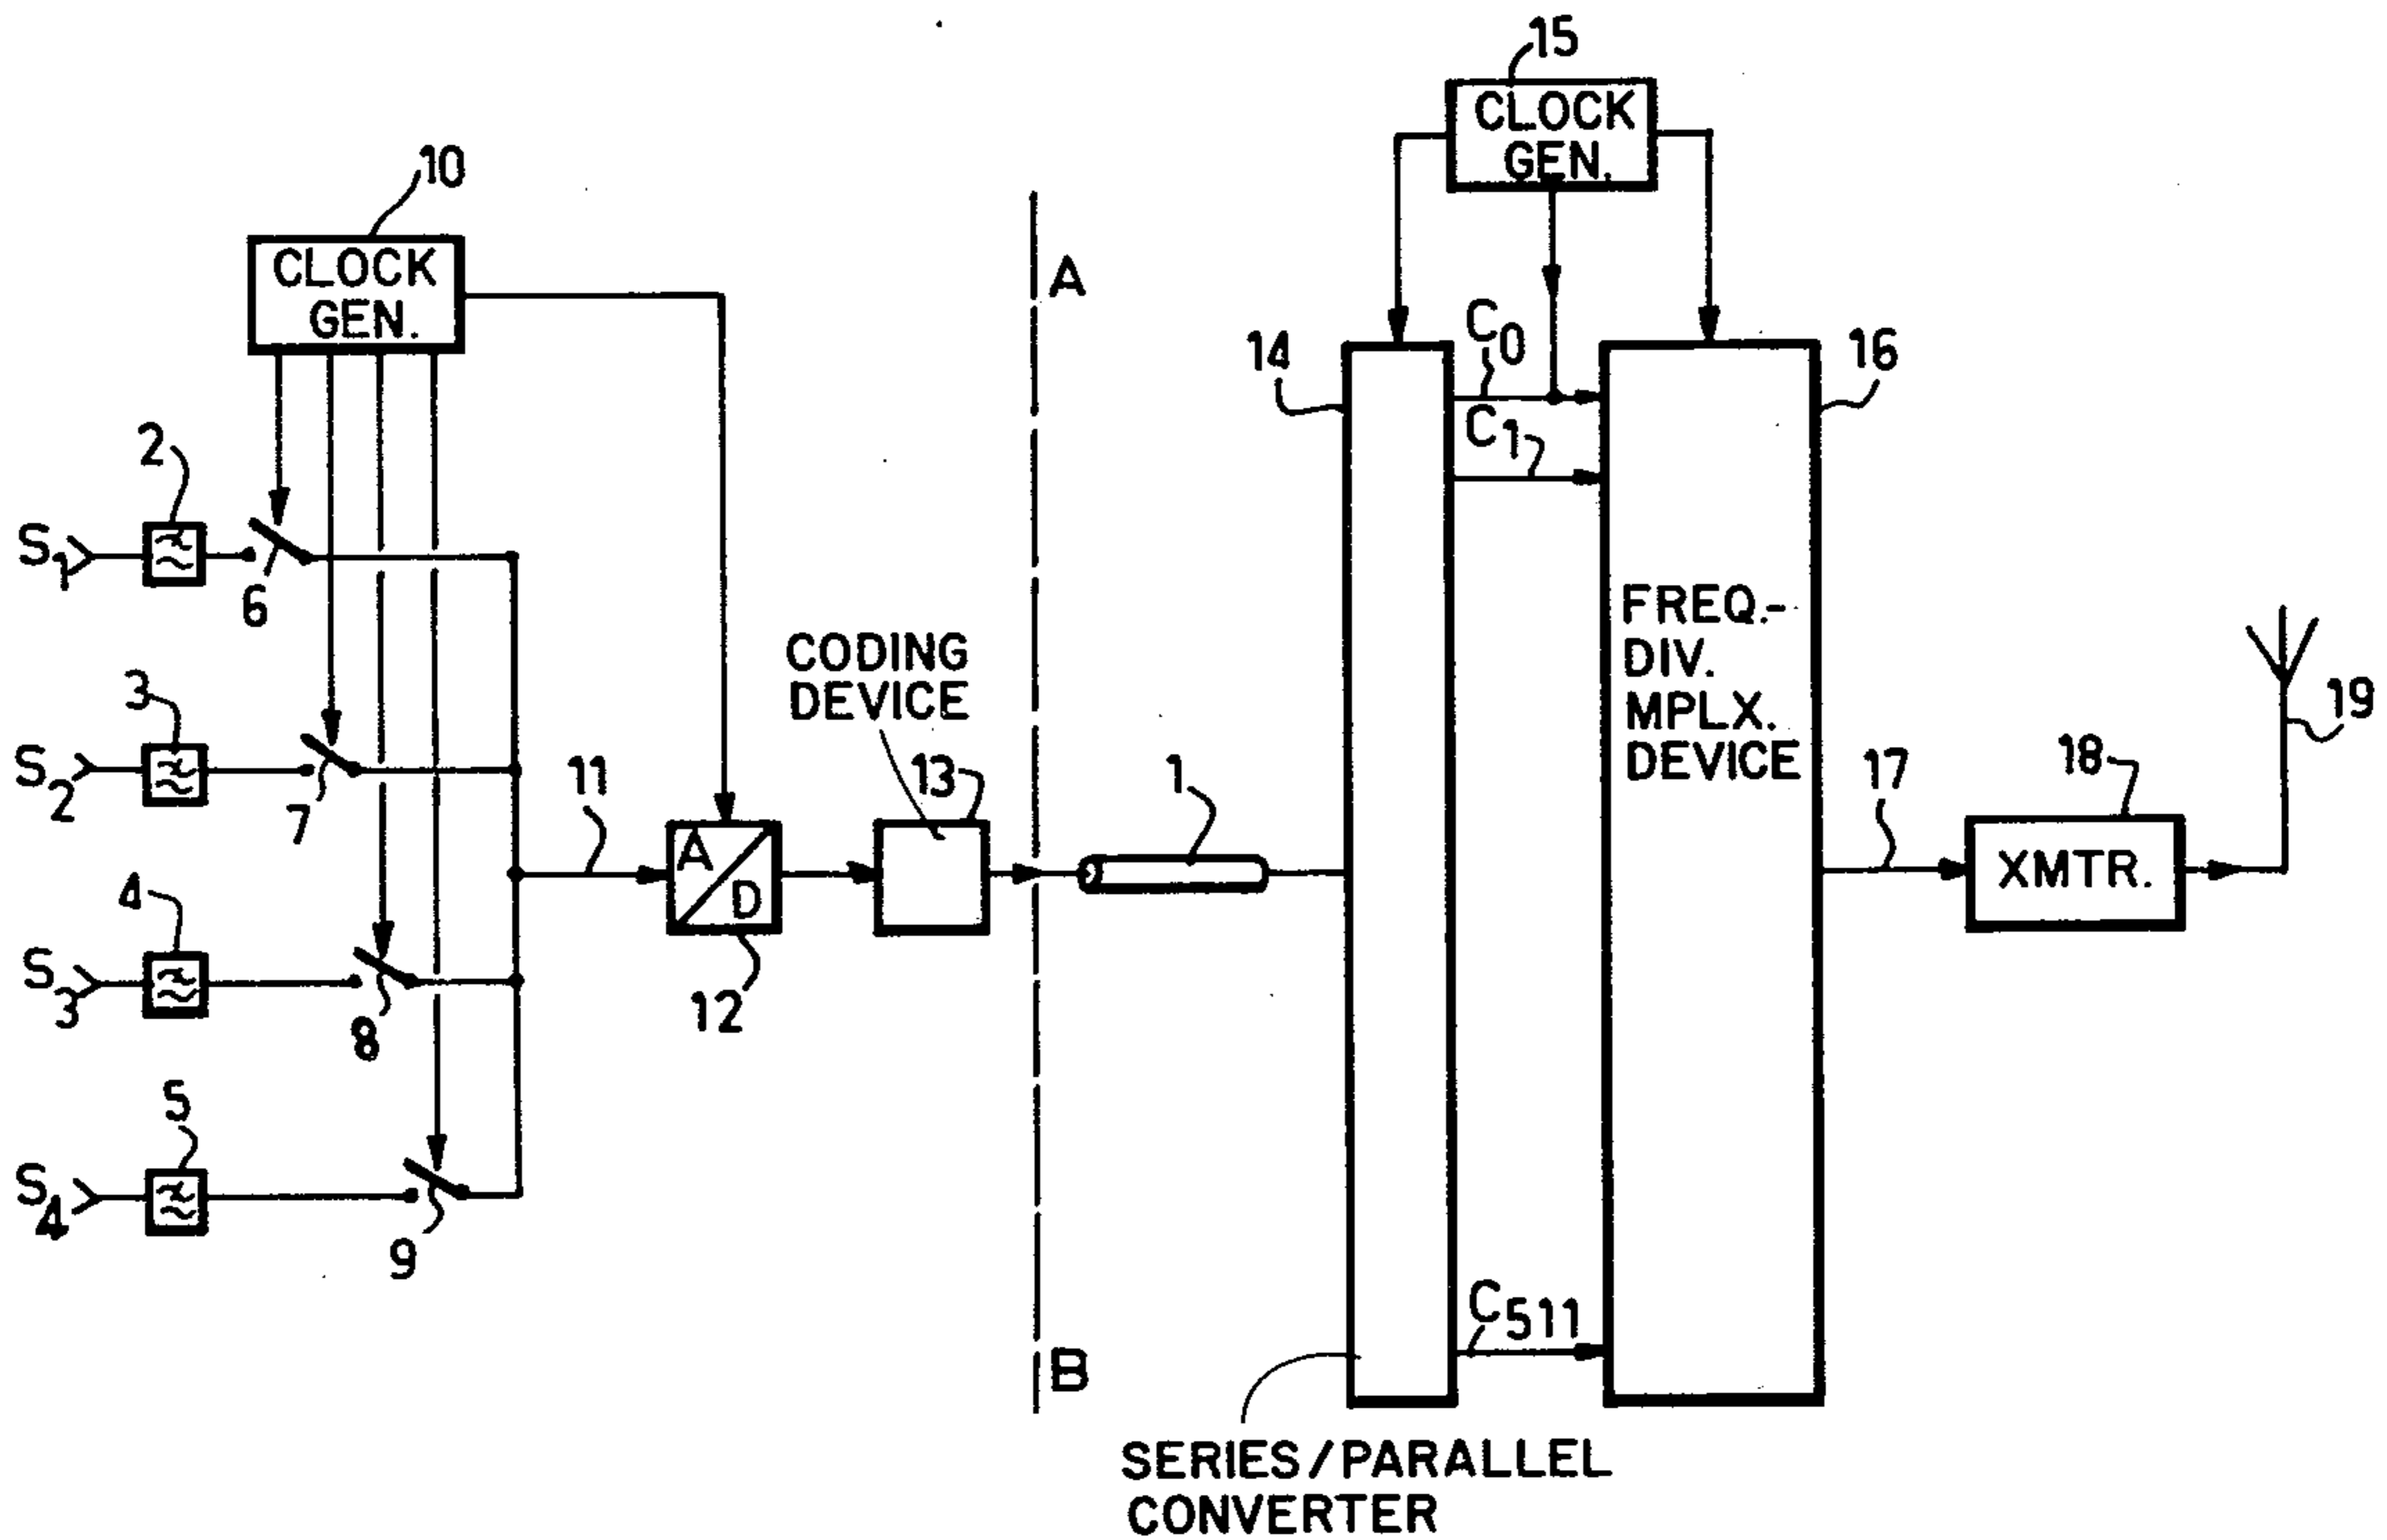 15
CLOCK
GEN.
10
CLOCK
GEN.
A
14
C0
16
C1
2
S1
6
FREQ.-
DIV.
MPLX.
DEVICE
CODING
DEVICE
3
S2
7
11
13
1
17
18
19
A
D
XMTR.
4
S3
8
12
5
S4
9
C511
B
SERIES/PARALLEL
CONVERTER